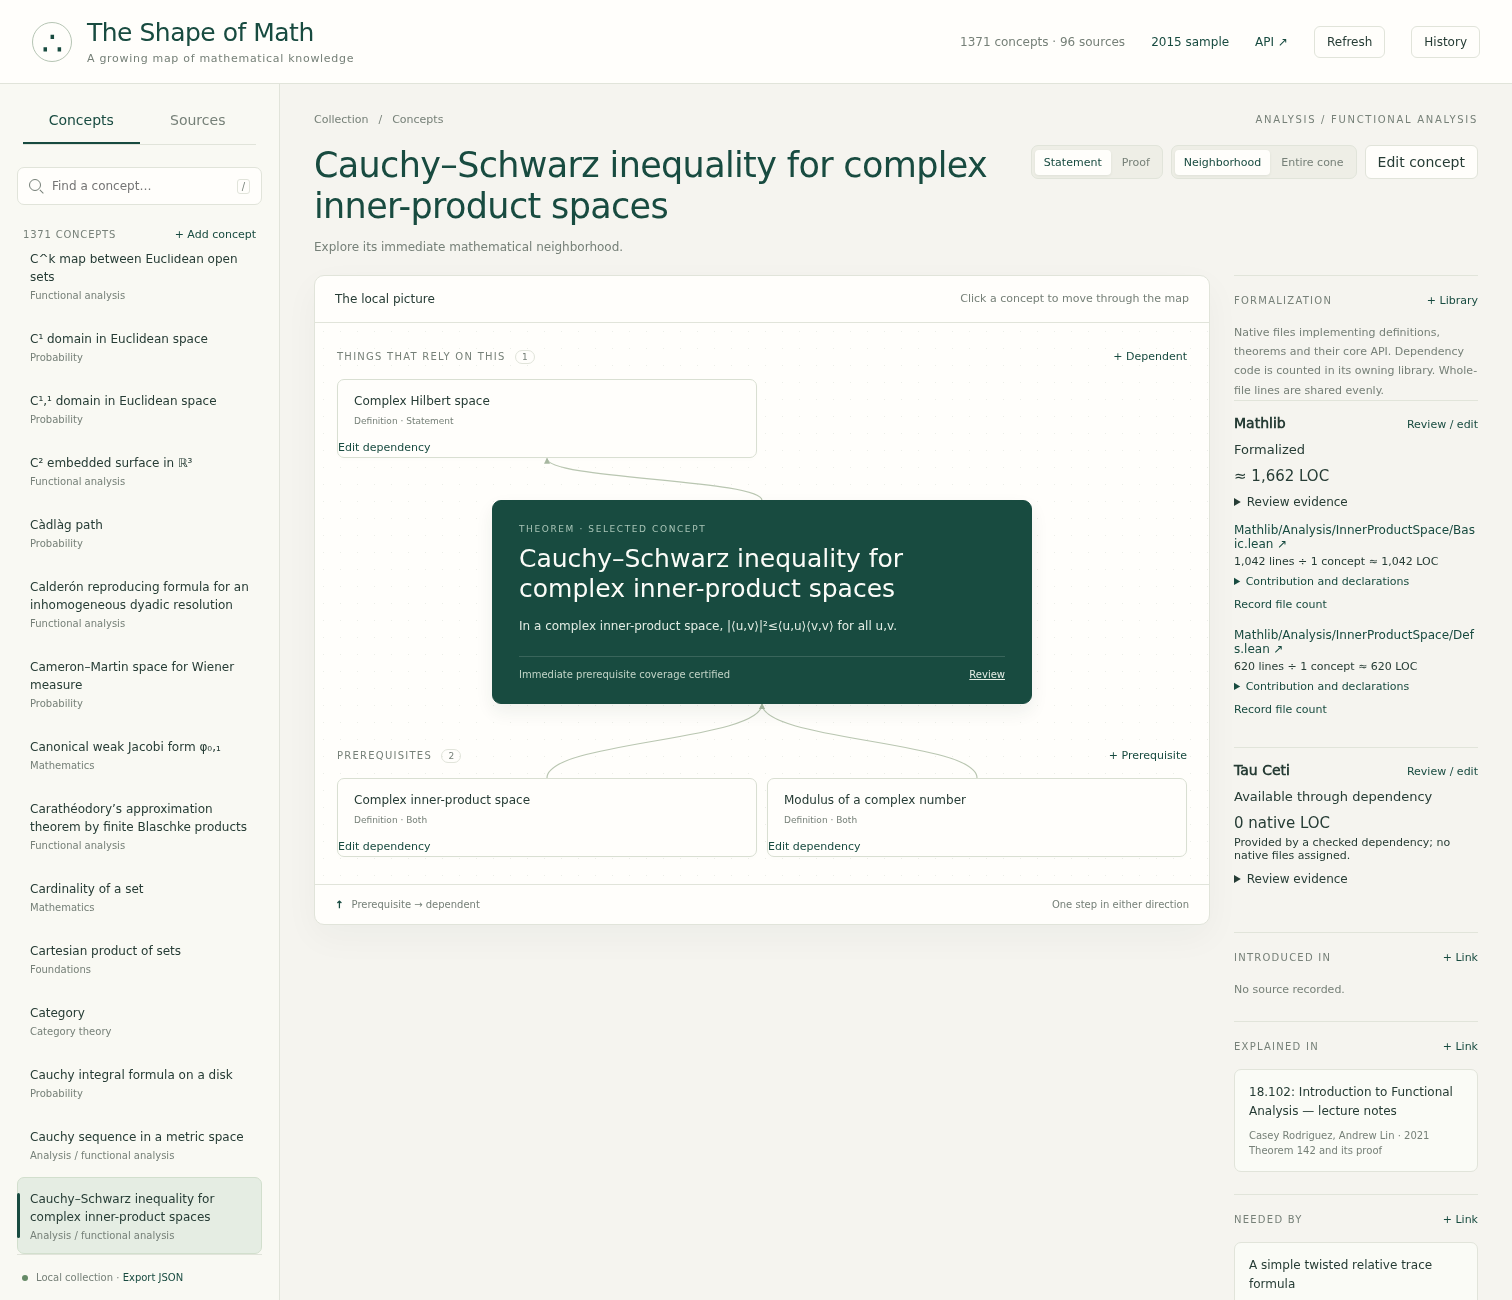 The Shape of Math
A growing map of mathematical knowledge
1371 concepts · 96 sources
2015 sample
API ↗
Refresh
History
Concepts
Sources
Find a concept…
/
1371 CONCEPTS
+ Add concept
C^k map between Euclidean open
sets
Functional analysis
C¹ domain in Euclidean space
Probability
C¹,¹ domain in Euclidean space
Probability
C² embedded surface in ℝ³
Functional analysis
Càdlàg path
Probability
Calderón reproducing formula for an
inhomogeneous dyadic resolution
Functional analysis
Cameron–Martin space for Wiener
measure
Probability
Canonical weak Jacobi form φ₀,₁
Mathematics
Carathéodory’s approximation
theorem by finite Blaschke products
Functional analysis
Cardinality of a set
Mathematics
Cartesian product of sets
Foundations
Category
Category theory
Cauchy integral formula on a disk
Probability
Cauchy sequence in a metric space
Analysis / functional analysis
Cauchy–Schwarz inequality for
complex inner-product spaces
Analysis / functional analysis
Local collection · Export JSON
Collection / Concepts
ANALYSIS / FUNCTIONAL ANALYSIS
Cauchy–Schwarz inequality for complex
inner-product spaces
Statement
Proof
Neighborhood
Entire cone
Edit concept
Explore its immediate mathematical neighborhood.
The local picture
Click a concept to move through the map
THINGS THAT RELY ON THIS 1
+ Dependent
Complex Hilbert space
Definition · Statement
Edit dependency
THEOREM · SELECTED CONCEPT
Cauchy–Schwarz inequality for
complex inner-product spaces
In a complex inner-product space, |⟨u,v⟩|²≤⟨u,u⟩⟨v,v⟩ for all u,v.
Immediate prerequisite coverage certified
Review
PREREQUISITES 2
+ Prerequisite
Complex inner-product space
Definition · Both
Edit dependency
Modulus of a complex number
Definition · Both
Edit dependency
↑ Prerequisite → dependent
One step in either direction
FORMALIZATION
+ Library
Native files implementing definitions,
theorems and their core API. Dependency
code is counted in its owning library. Whole-
file lines are shared evenly.
Mathlib
Review / edit
Formalized
≈ 1,662 LOC
▶ Review evidence
Mathlib/Analysis/InnerProductSpace/Bas
ic.lean ↗
1,042 lines ÷ 1 concept ≈ 1,042 LOC
▶ Contribution and declarations
Record file count
Mathlib/Analysis/InnerProductSpace/Def
s.lean ↗
620 lines ÷ 1 concept ≈ 620 LOC
▶ Contribution and declarations
Record file count
Tau Ceti
Review / edit
Available through dependency
0 native LOC
Provided by a checked dependency; no
native files assigned.
▶ Review evidence
INTRODUCED IN
+ Link
No source recorded.
EXPLAINED IN
+ Link
18.102: Introduction to Functional
Analysis — lecture notes
Casey Rodriguez, Andrew Lin · 2021
Theorem 142 and its proof
NEEDED BY
+ Link
A simple twisted relative trace
formula